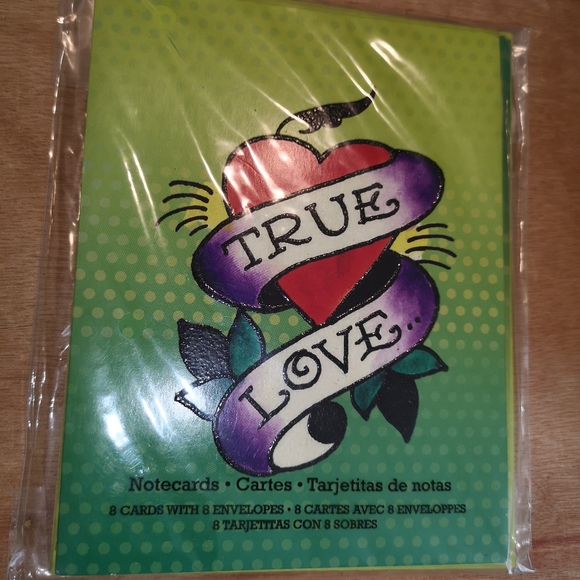 TRUE
LOVE..
Notecards • Cartes • Tarjetitas de notas
8 CARDS WITH 8 ENVELOPES • 8 CARTES AVEC 8 ENVELOPPES
8 TARJETITAS CON 8 SOBRES